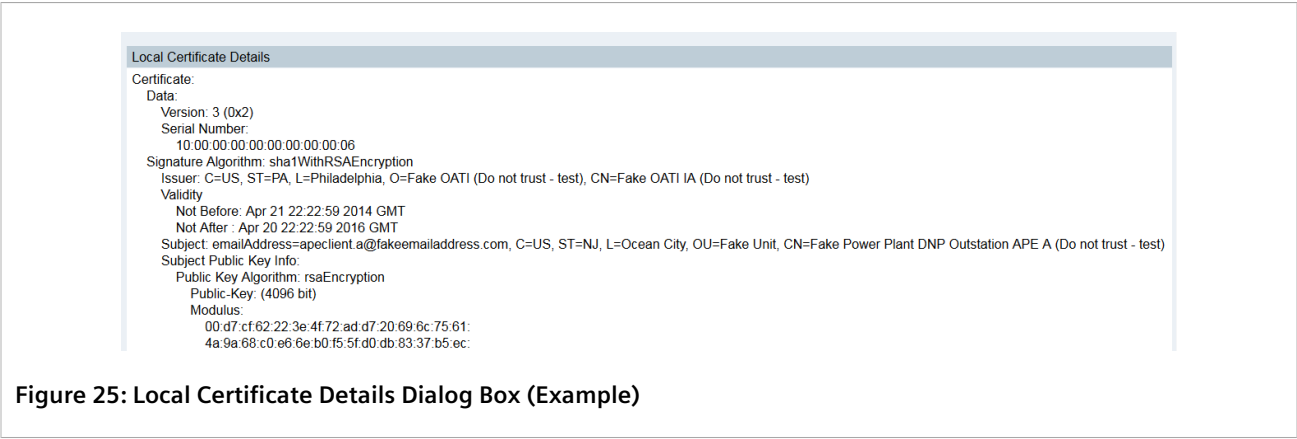 Local Certificate Details
Certificate:
Data:
Version: 3 (0x2)
Serial Number:
10:00:00:00:00:00:00:00:00:06
Signature Algorithm: sha1WithRSAEncryption
Issuer: C=US, ST=PA, L=Philadelphia, O=Fake OATI (Do not trust - test), CN=Fake OATI IA (Do not trust - test)
Validity
Not Before: Apr 21 22:22:59 2014 GMT
Not After : Apr 20 22:22:59 2016 GMT
Subject: emailAddress=apeclient.a@fakeemailaddress.com, C=US, ST=NJ, L=Ocean City, OU=Fake Unit, CN=Fake Power Plant DNP Outstation APE A (Do not trust - test)
Subject Public Key Info:
Public Key Algorithm: rsaEncryption
Public-Key: (4096 bit)
Modulus:
00:d7:cf:62:22:3e:4f:72:ad:d7:20:69:6c:75:61:
4a:9a:68:c0:e6:6e:b0:f5:5f:d0:db:83:37:b5:ec:
Figure 25: Local Certificate Details Dialog Box (Example)